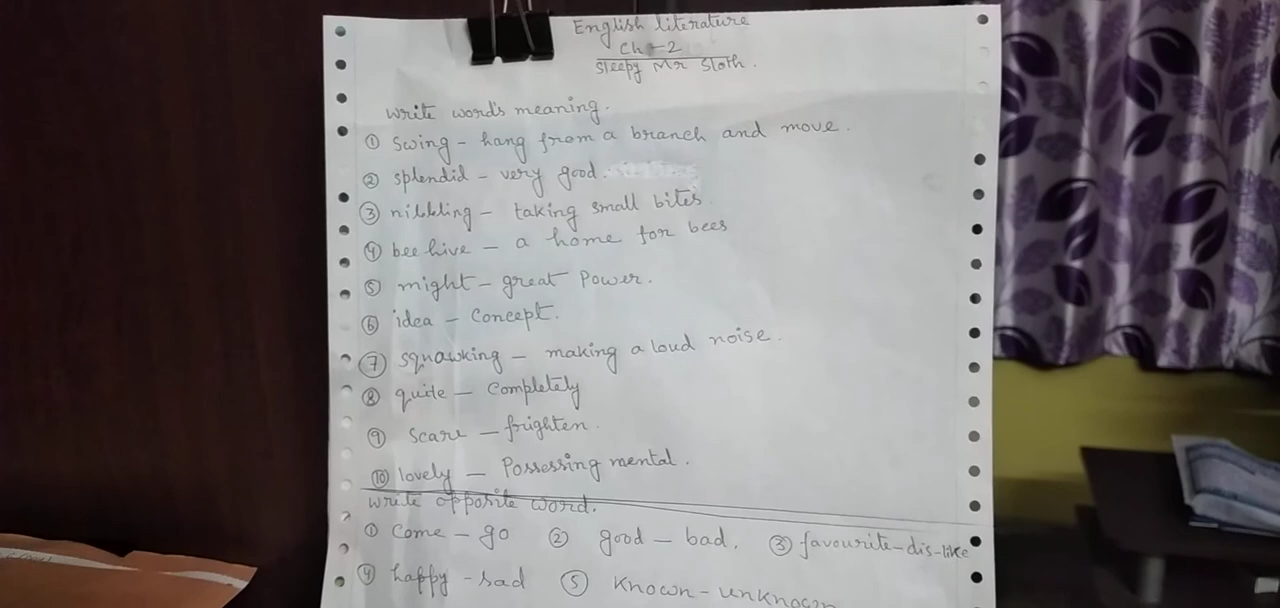 English literature
Ch-2
Sleepy Mr Sloth.
Write words meaning.
① Swing - hang from a branch and move.
② splendid - very good.
③ nibbling - taking small bites.
④ bee hive - a home for bees
⑤ might - great Power.
⑥ idea - Concept.
⑦ squawking - making a loud noise.
⑧ quite - Completely
⑨ Scare - frighten.
⑩ lovely - Possessing mental.
Write opposite word.
① Come - go ② good - bad. ③ favourite - dis-like
④ happy - sad ⑤ Known - unknown